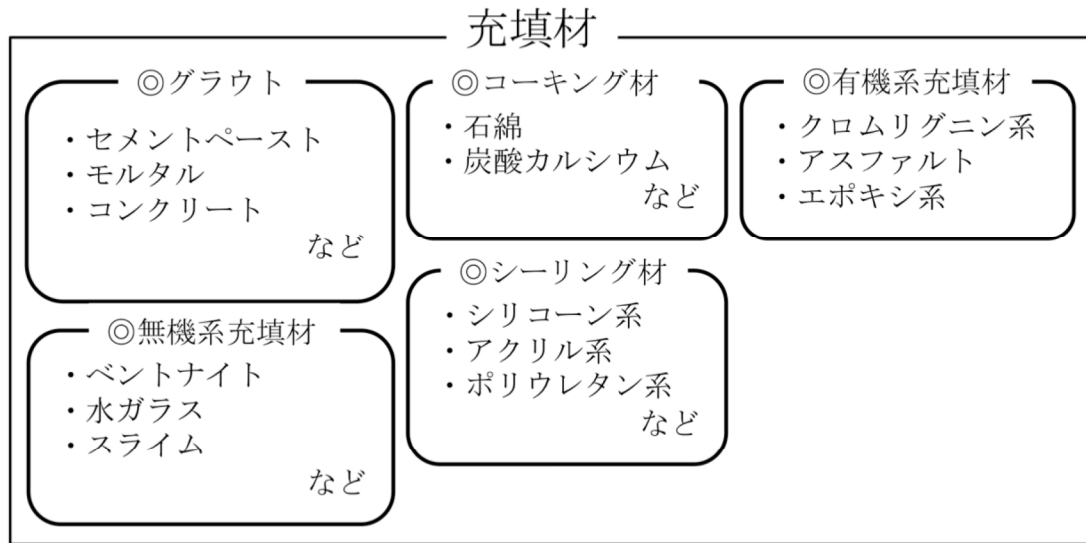 充填材
◎グラウト
・セメントペースト
・モルタル
・コンクリート
など
◎無機系充填材
・ベントナイト
・水ガラス
・スライム
など
◎コーキング材
・石綿
・炭酸カルシウム
など
◎シーリング材
・シリコーン系
・アクリル系
・ポリウレタン系
など
◎有機系充填材
・クロムリグニン系
・アスファルト
・エポキシ系